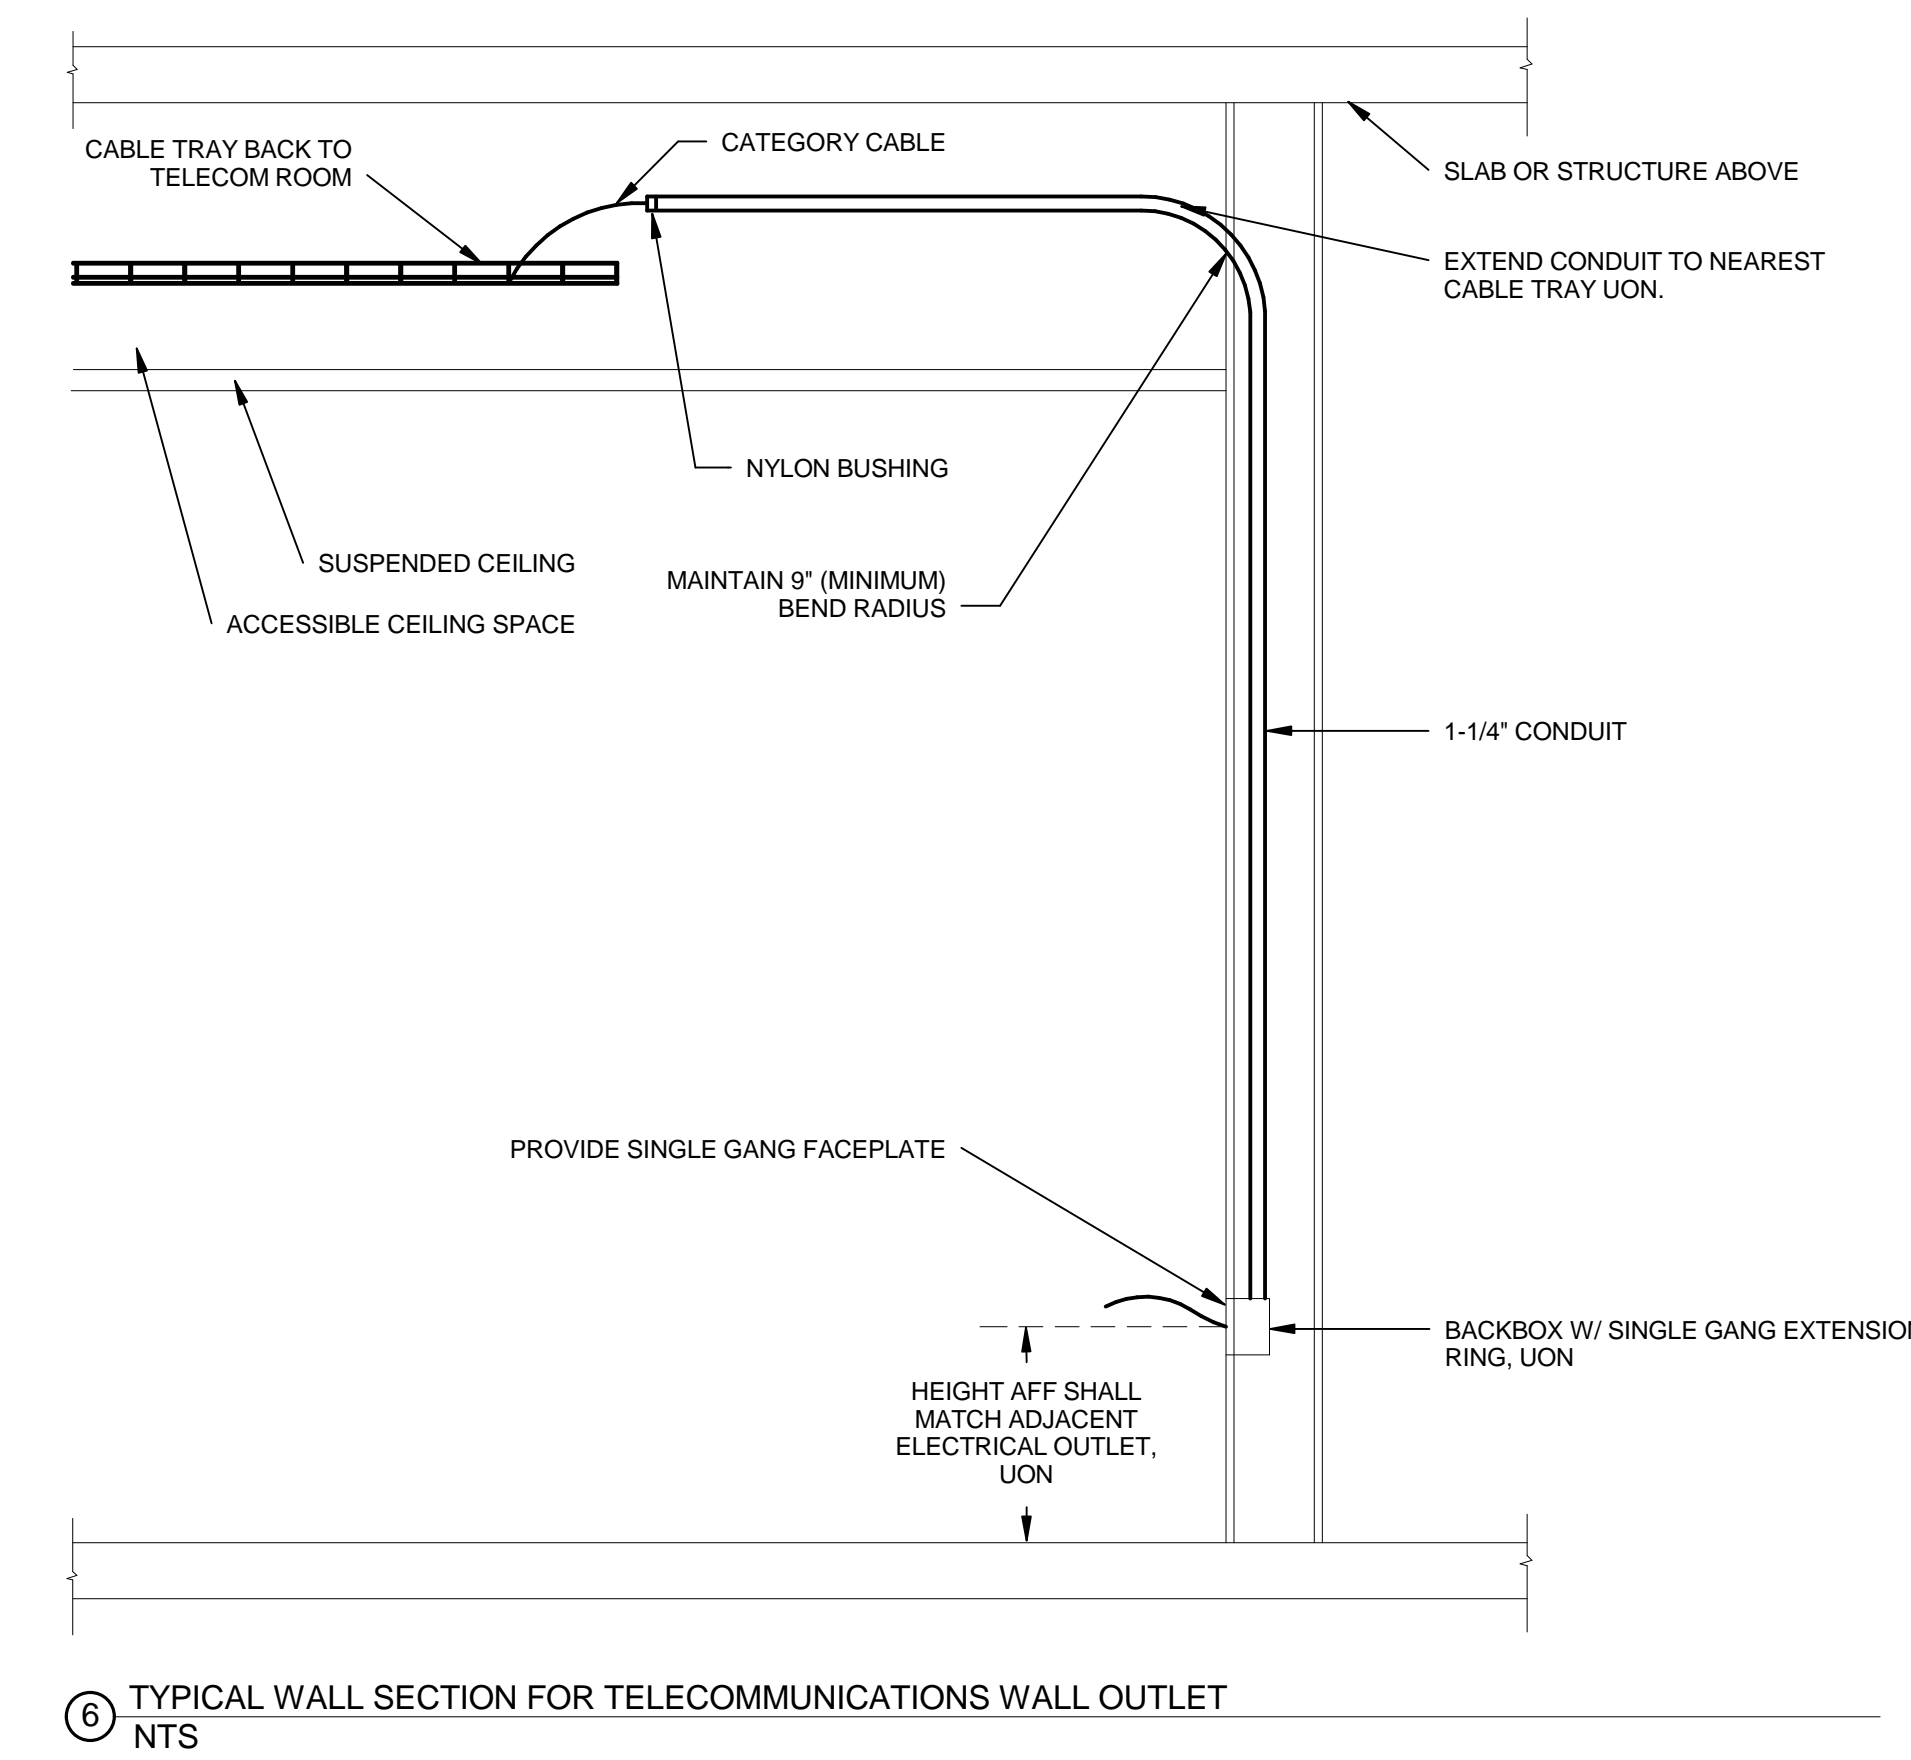 CABLE TRAY BACK TO
TELECOM ROOM
CATEGORY CABLE
SLAB OR STRUCTURE ABOVE
EXTEND CONDUIT TO NEAREST
CABLE TRAY UON.
NYLON BUSHING
SUSPENDED CEILING
MAINTAIN 9" (MINIMUM)
BEND RADIUS
ACCESSIBLE CEILING SPACE
1-1/4" CONDUIT
PROVIDE SINGLE GANG FACEPLATE
BACKBOX W/ SINGLE GANG EXTENSION
RING, UON
HEIGHT AFF SHALL
MATCH ADJACENT
ELECTRICAL OUTLET,
UON
6 TYPICAL WALL SECTION FOR TELECOMMUNICATIONS WALL OUTLET
NTS